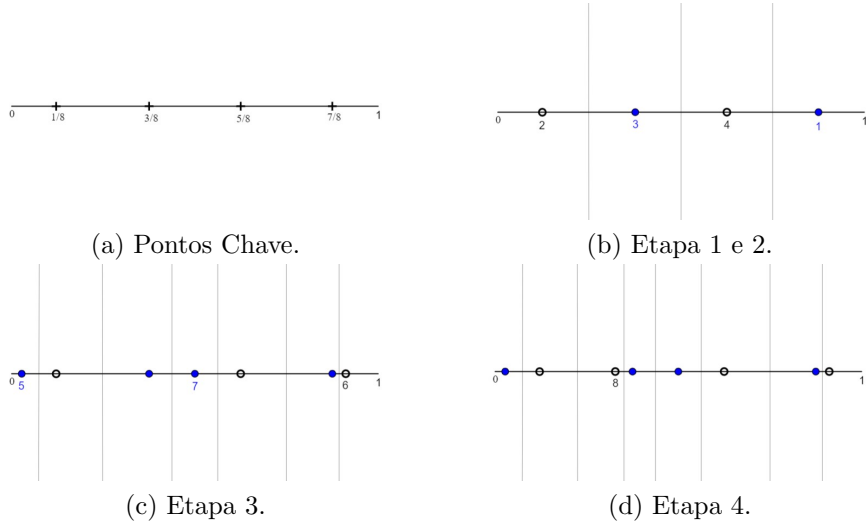 0 1/8 3/8 5/8 7/8 1
0 2 3 4 1 1
(a) Pontos Chave.
(b) Etapa 1 e 2.
0 5 7 6 1
0 8 1
(c) Etapa 3.
(d) Etapa 4.